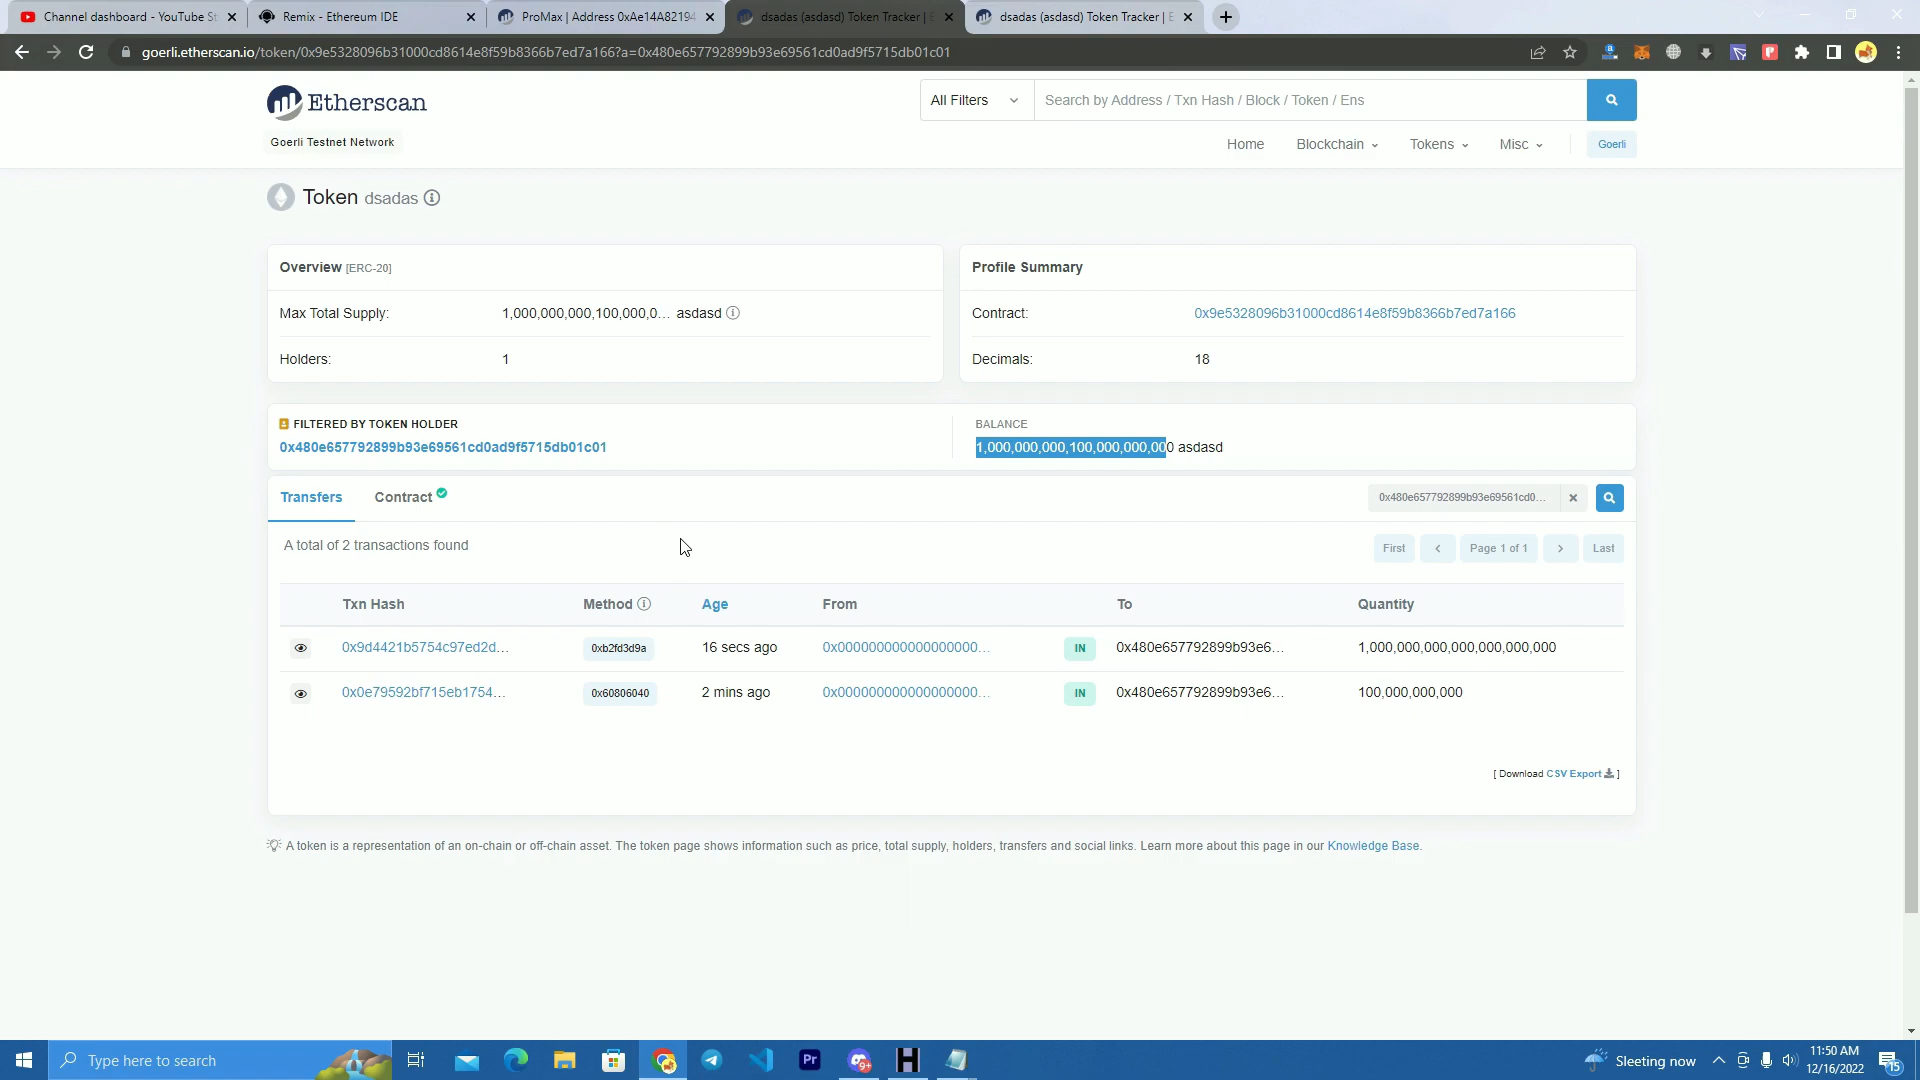 Channel dashboard - YouTube St
Remix - Ethereum IDE
ProMax | Address 0xAe14A82194
dsadas (asdasd) Token Tracker | E
dsadas (asdasd) Token Tracker | E
goerli.etherscan.io/token/0x9e5328096b31000cd8614e8f59b8366b7ed7a166?a=0x480e657792899b93e69561cd0ad9f5715db01c01
Etherscan
All Filters
Search by Address / Txn Hash / Block / Token / Ens
Goerli Testnet Network
Home
Blockchain
Tokens
Misc
Goerli
Token dsadas
Overview [ERC-20]
Profile Summary
Max Total Supply:
1,000,000,000,100,000,0... asdasd
Contract:
0x9e5328096b31000cd8614e8f59b8366b7ed7a166
Holders:
1
Decimals:
18
FILTERED BY TOKEN HOLDER
BALANCE
0x480e657792899b93e69561cd0ad9f5715db01c01
1,000,000,000,100,000,000,000 asdasd
Transfers
Contract
0x480e657792899b93e69561cd0...
A total of 2 transactions found
First
Page 1 of 1
Last
Txn Hash
Method
Age
From
To
Quantity
0x9d4421b5754c97ed2d...
0xb2fd3d9a
16 secs ago
0x000000000000000000...
IN
0x480e657792899b93e6...
1,000,000,000,000,000,000,000
0x0e79592bf715eb1754...
0x60806040
2 mins ago
0x000000000000000000...
IN
0x480e657792899b93e6...
100,000,000,000
[ Download CSV Export ]
A token is a representation of an on-chain or off-chain asset. The token page shows information such as price, total supply, holders, transfers and social links. Learn more about this page in our Knowledge Base.
Type here to search
Pr
9+
H
Sleeting now
11:50 AM
12/16/2022
15